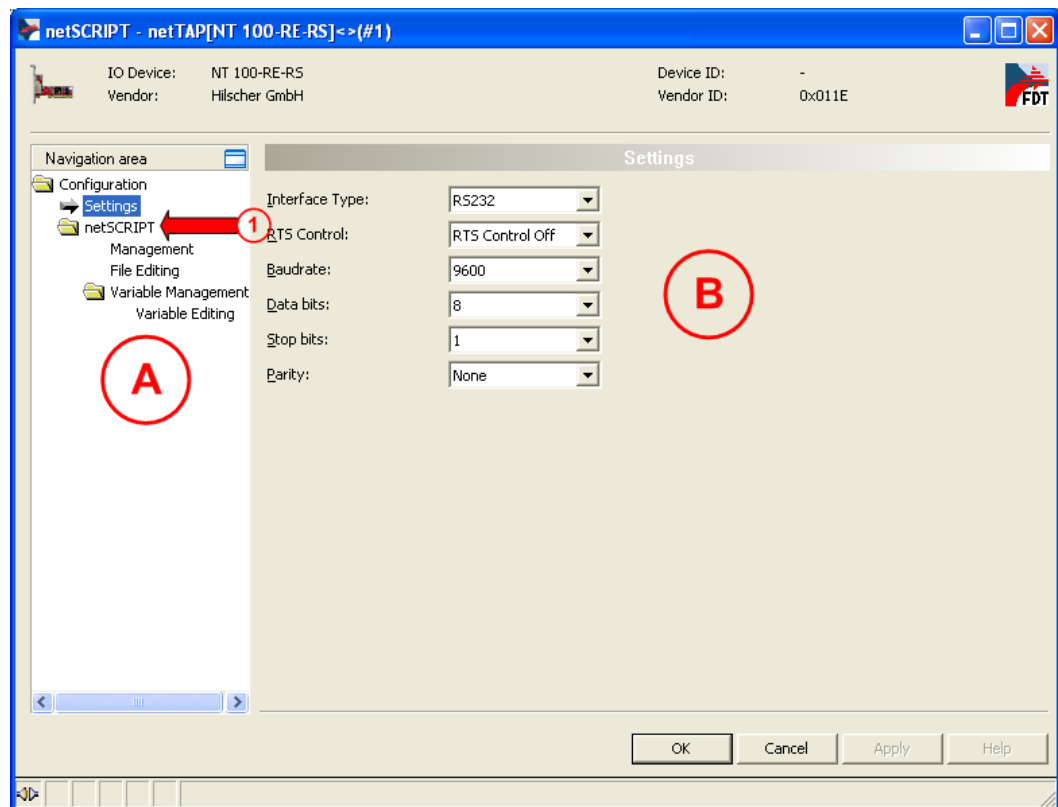 netSCRIPT - netTAP[NT 100-RE-RS]<>(#1)
IO Device: NT 100-RE-RS Device ID: -
Vendor: Hilscher GmbH Vendor ID: 0x011E
FDT
Navigation area
Settings
Configuration
Settings
netSCRIPT
1
Management
File Editing
Variable Management
Variable Editing
A
Interface Type: RS232
RTS Control: RTS Control Off
Baudrate: 9600
Data bits: 8
Stop bits: 1
Parity: None
B
OK Cancel Apply Help